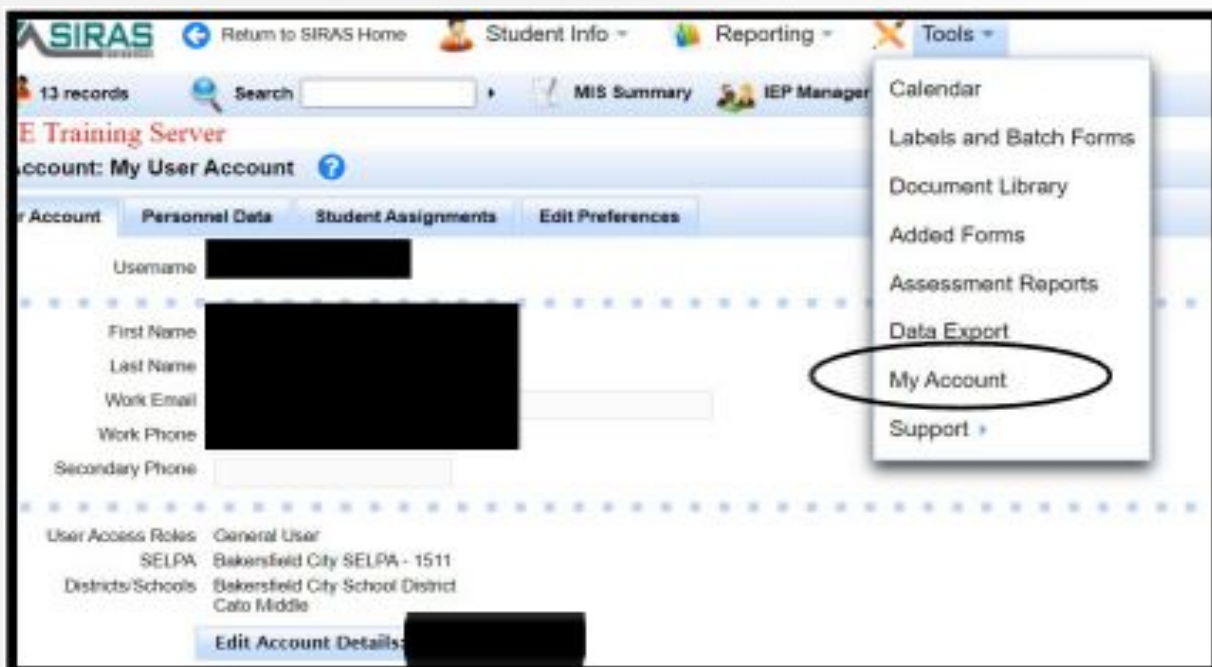 SIRAS Return to SIRAS Home Student Info Reporting Tools
13 records Search MIS Summary IEP Manager
E Training Server
Account: My User Account ?
r Account Personnel Data Student Assignments Edit Preferences
Username
First Name
Last Name
Work Email
Work Phone
Secondary Phone
User Access Roles General User
SELPA Bakersfield City SELPA - 1511
Districts/Schools Bakersfield City School District
Cato Middle
Edit Account Details:
Calendar
Labels and Batch Forms
Document Library
Added Forms
Assessment Reports
Data Export
My Account
Support